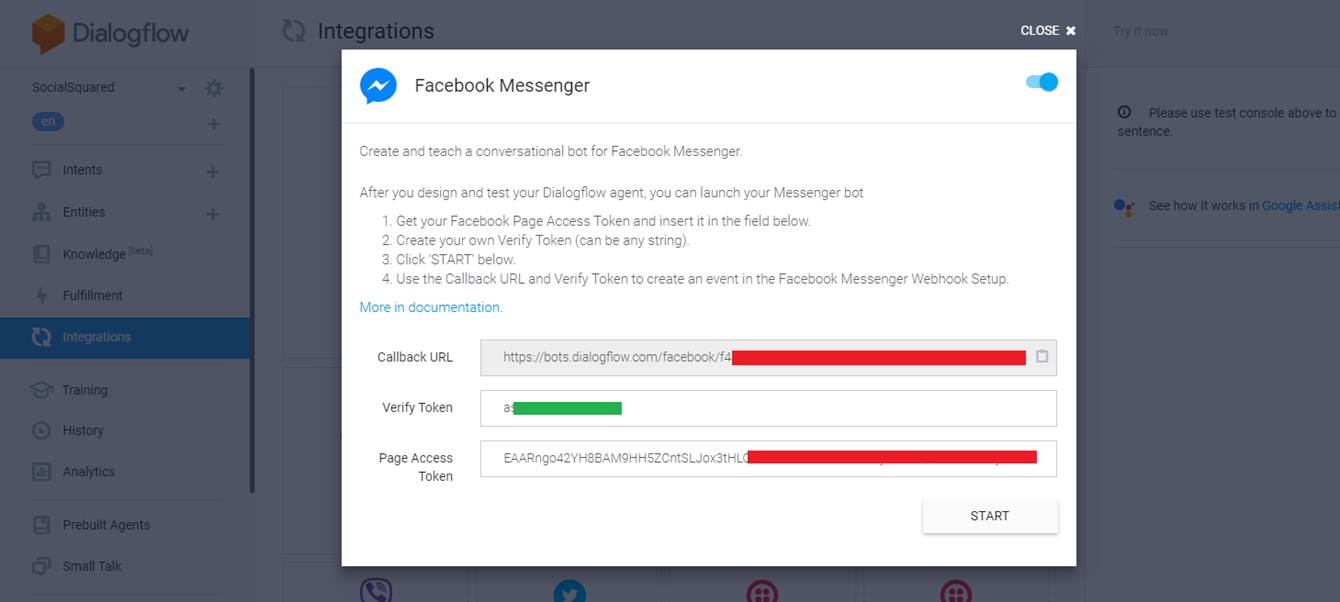 Dialogflow
Integrations
CLOSE ✖
Try it now
SocialSquared
en
Intents
Entities
Knowledge [beta]
Fulfillment
Integrations
Training
History
Analytics
Prebuilt Agents
Small Talk
Facebook Messenger
Create and teach a conversational bot for Facebook Messenger.
After you design and test your Dialogflow agent, you can launch your Messenger bot
1. Get your Facebook Page Access Token and insert it in the field below.
2. Create your own Verify Token (can be any string).
3. Click 'START' below.
4. Use the Callback URL and Verify Token to create an event in the Facebook Messenger Webhook Setup.
More in documentation.
Callback URL
https://bots.dialogflow.com/facebook/f4
Verify Token
as
Page Access
Token
EAARngo42YH8BAM9HH5ZCntSLJox3tHL
START
Please use test console above to
sentence.
See how it works in Google Assist